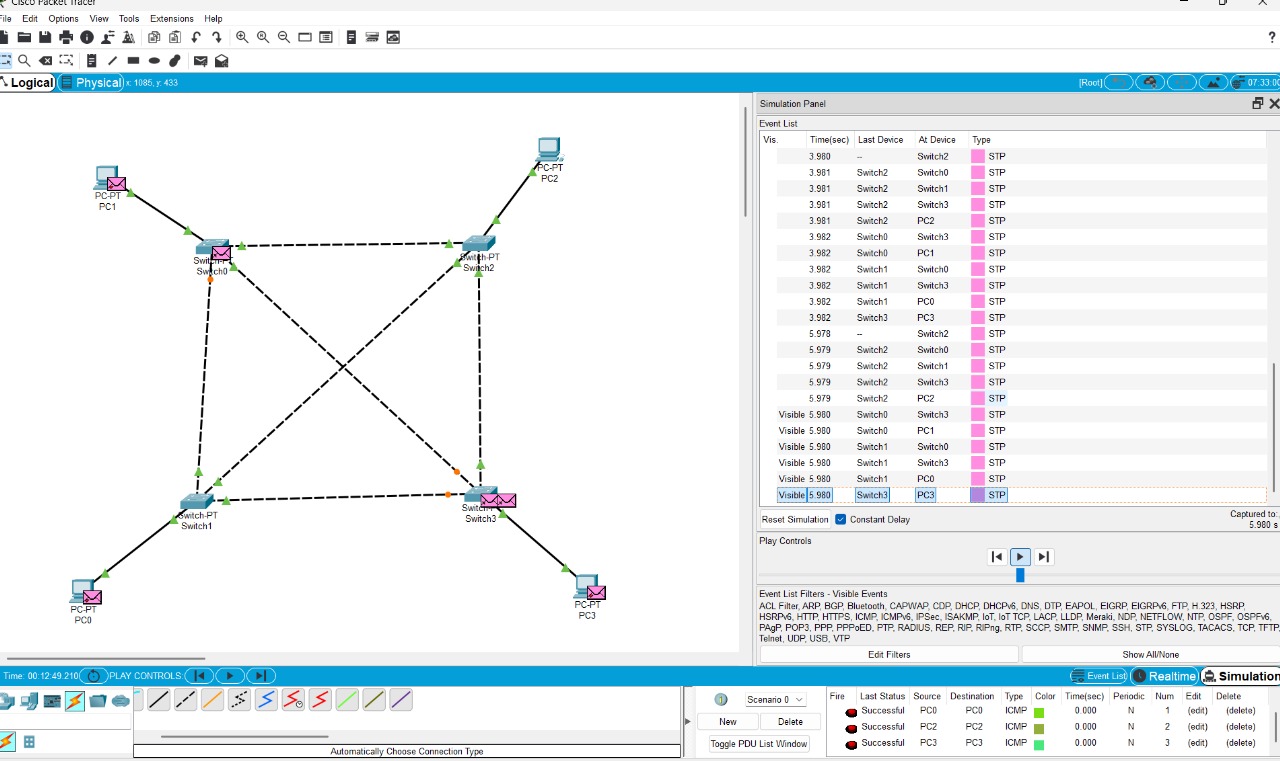 Cisco Packet Tracer
File Edit Options View Tools Extensions Help
?
Logical Physical x: 1085, y: 433 [Root] 07:33:00
Simulation Panel
Event List
Vis. Time(sec) Last Device At Device Type
3.980 -- Switch2 STP
3.981 Switch2 Switch0 STP
3.981 Switch2 Switch1 STP
3.981 Switch2 Switch3 STP
3.981 Switch2 PC2 STP
3.982 Switch0 Switch3 STP
3.982 Switch0 PC1 STP
3.982 Switch1 Switch0 STP
3.982 Switch1 Switch3 STP
3.982 Switch1 PC0 STP
3.982 Switch3 PC3 STP
5.978 -- Switch2 STP
5.979 Switch2 Switch0 STP
5.979 Switch2 Switch1 STP
5.979 Switch2 Switch3 STP
5.979 Switch2 PC2 STP
Visible 5.980 Switch0 Switch3 STP
Visible 5.980 Switch0 PC1 STP
Visible 5.980 Switch1 Switch0 STP
Visible 5.980 Switch1 Switch3 STP
Visible 5.980 Switch1 PC0 STP
Visible 5.980 Switch3 PC3 STP
Reset Simulation Constant Delay Captured to:
5.980 s
Play Controls
Event List Filters - Visible Events
ACL Filter, ARP, BGP, Bluetooth, CAPWAP, CDP, DHCP, DHCPv6, DNS, DTP, EAPOL, EIGRP, EIGRPv6, FTP, H.323, HSRP,
HSRPv6, HTTP, HTTPS, ICMP, ICMPv6, IPSec, ISAKMP, IoT, IoT TCP, LACP, LLDP, Meraki, NDP, NETFLOW, NTP, OSPF, OSPFv6,
PAgP, POP3, PPP, PPPoED, PTP, RADIUS, REP, RIP, RIPng, RTP, SCCP, SMTP, SNMP, SSH, STP, SYSLOG, TACACS, TCP, TFTP,
Telnet, UDP, USB, VTP
Edit Filters Show All/None
PC-PT
PC1
PC-PT
PC2
Switch-PT
Switch0
Switch-PT
Switch2
Switch-PT
Switch1
Switch-PT
Switch3
PC-PT
PC0
PC-PT
PC3
Time: 00:12:49.210 PLAY CONTROLS: Event List Realtime Simulation
Automatically Choose Connection Type
Scenario 0
New Delete
Toggle PDU List Window
Fire Last Status Source Destination Type Color Time(sec) Periodic Num Edit Delete
Successful PC0 PC0 ICMP 0.000 N 1 (edit) (delete)
Successful PC2 PC2 ICMP 0.000 N 2 (edit) (delete)
Successful PC3 PC3 ICMP 0.000 N 3 (edit) (delete)